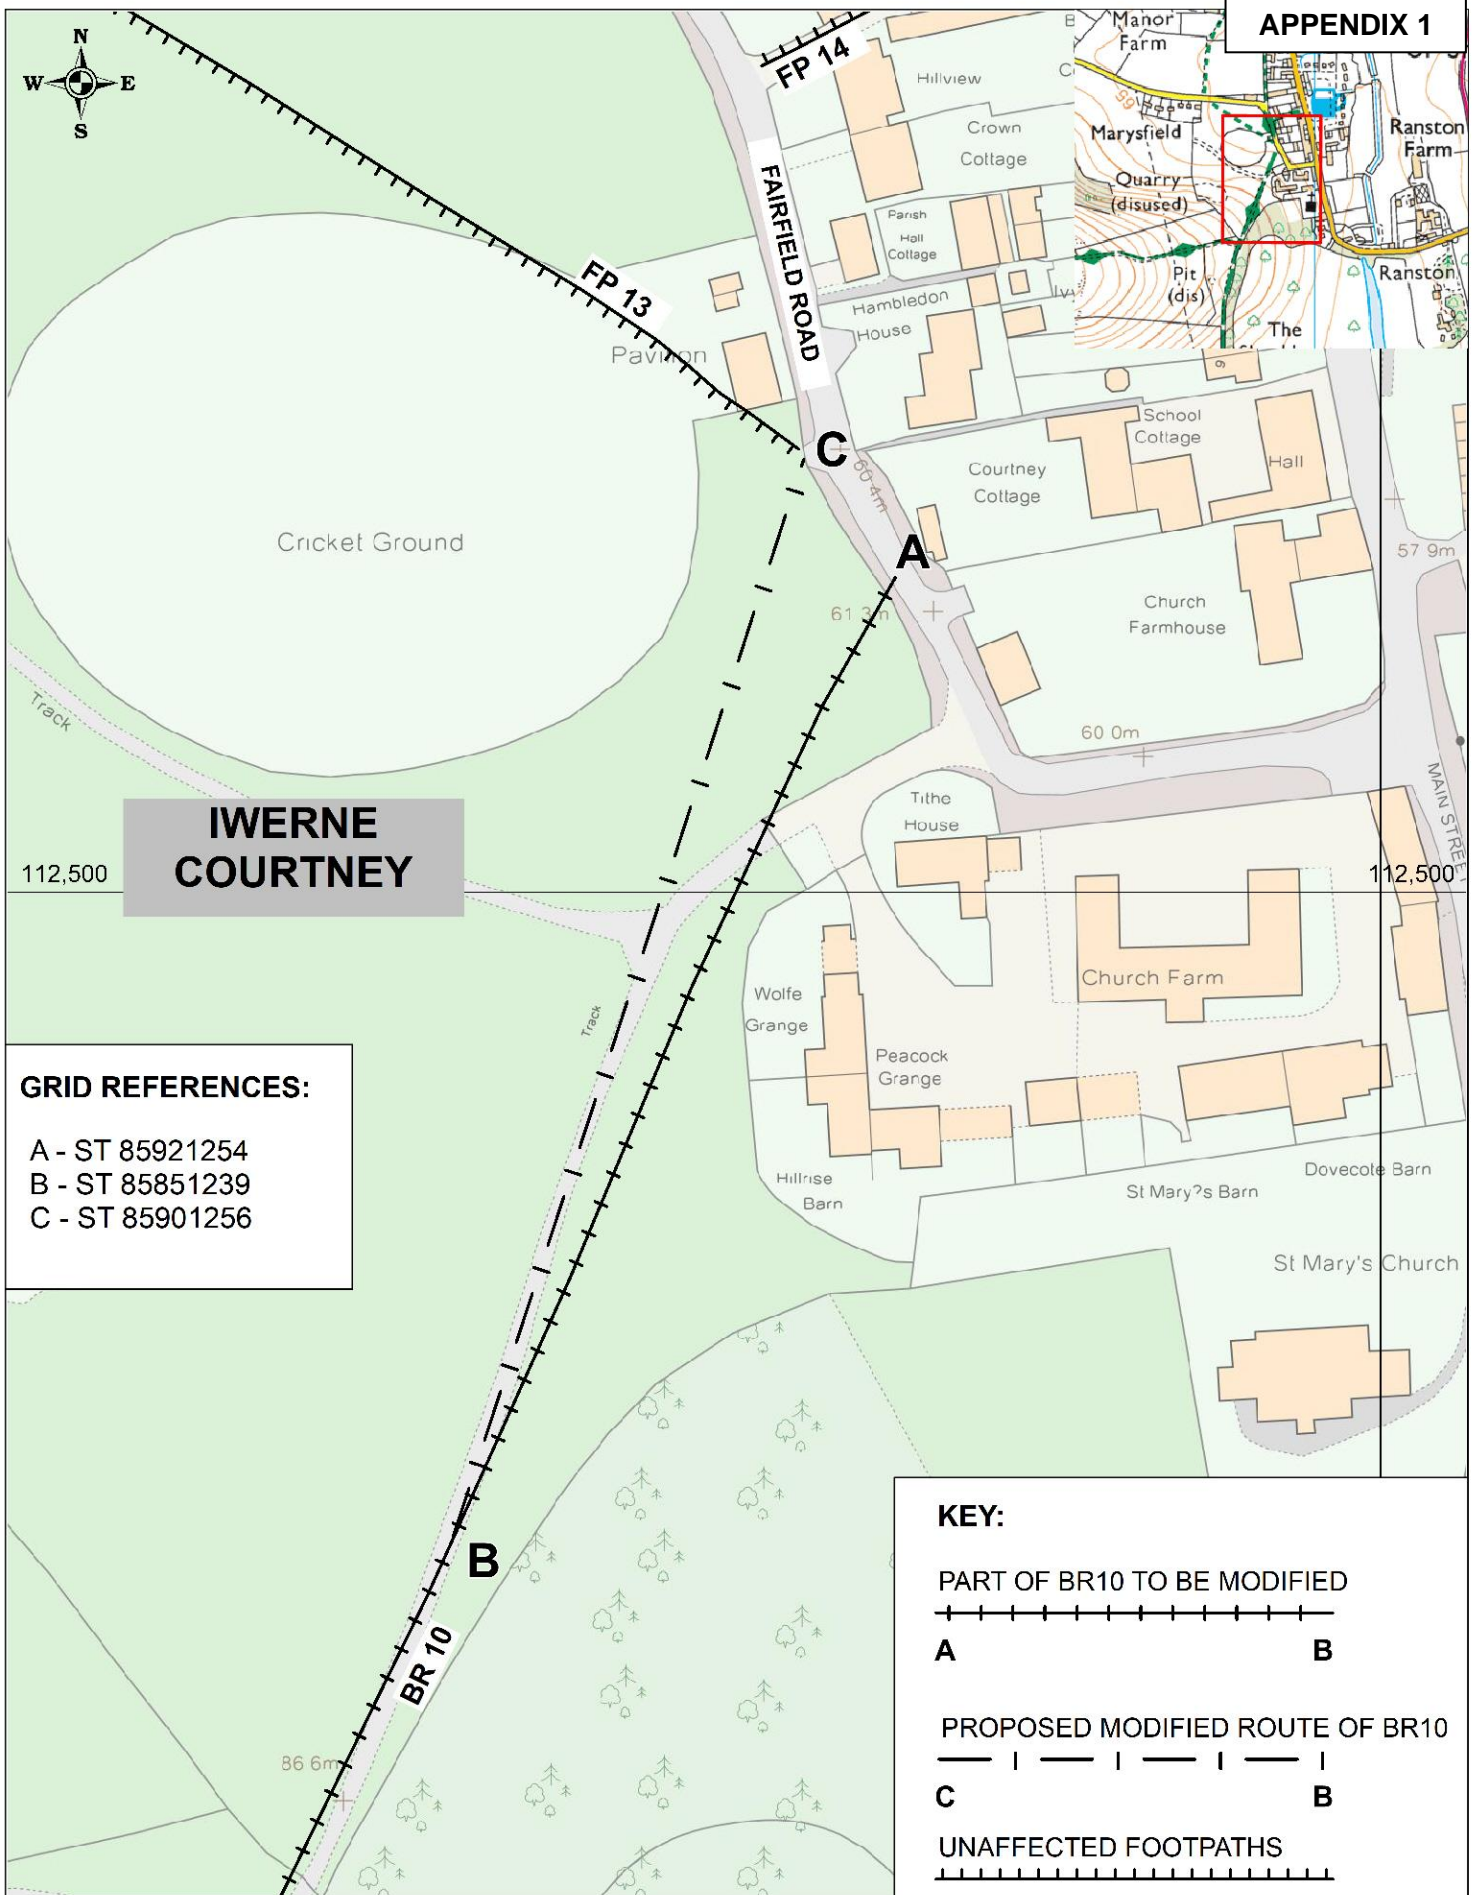 APPENDIX 1
N
W E
S
FP 14
Hillview
Crown
Cottage
FAIRFIELD ROAD
Parish
Hall
Cottage
Hambledon
House
FP 13
Pavilion
Manor
Farm
65
Marysfield
Quarry
(disused)
Pit
(dis)
The
Ranston
Farm
Ranston
C
60 4m
A
61 3m
Courtney
Cottage
School
Cottage
Hall
9
Cricket Ground
Church
Farmhouse
57 9m
60 0m
MAIN STREET
Track
Tithe
House
IWERNE
COURTNEY
112,500
112,500
Wolfe
Grange
Church Farm
Track
Peacock
Grange
GRID REFERENCES:
A - ST 85921254
B - ST 85851239
C - ST 85901256
Hillrise
Barn
St Mary?s Barn
Dovecote Barn
St Mary's Church
B
BR 10
86 6m
KEY:
PART OF BR10 TO BE MODIFIED
A B
PROPOSED MODIFIED ROUTE OF BR10
C B
UNAFFECTED FOOTPATHS